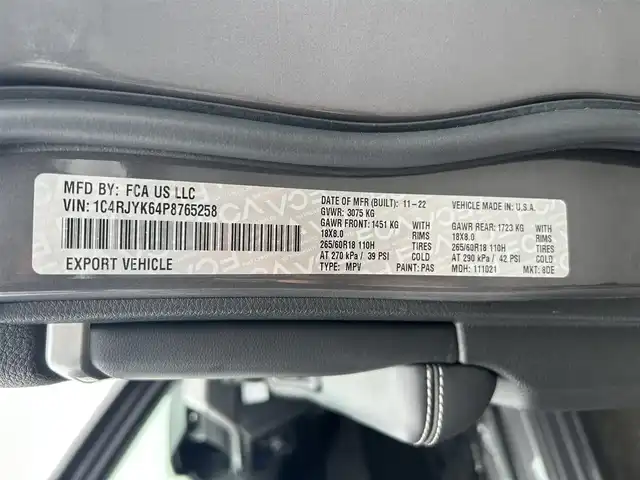 MFD BY: FCA US LLC
VIN: 1C4RJYK64P8765258
EXPORT VEHICLE
DATE OF MFR (BUILT): 11-22 VEHICLE MADE IN: U.S.A.
GVWR: 3075 KG
GAWR FRONT: 1451 KG WITH GAWR REAR: 1723 KG WITH
18X8.0 RIMS 18X8.0 RIMS
265/60R18 110H TIRES 265/60R18 110H TIRES
AT 270 kPa / 39 PSI COLD AT 290 kPa / 42 PSI COLD
TYPE: MPV PAINT: PAS MDH: 111021 MKT: 8DE